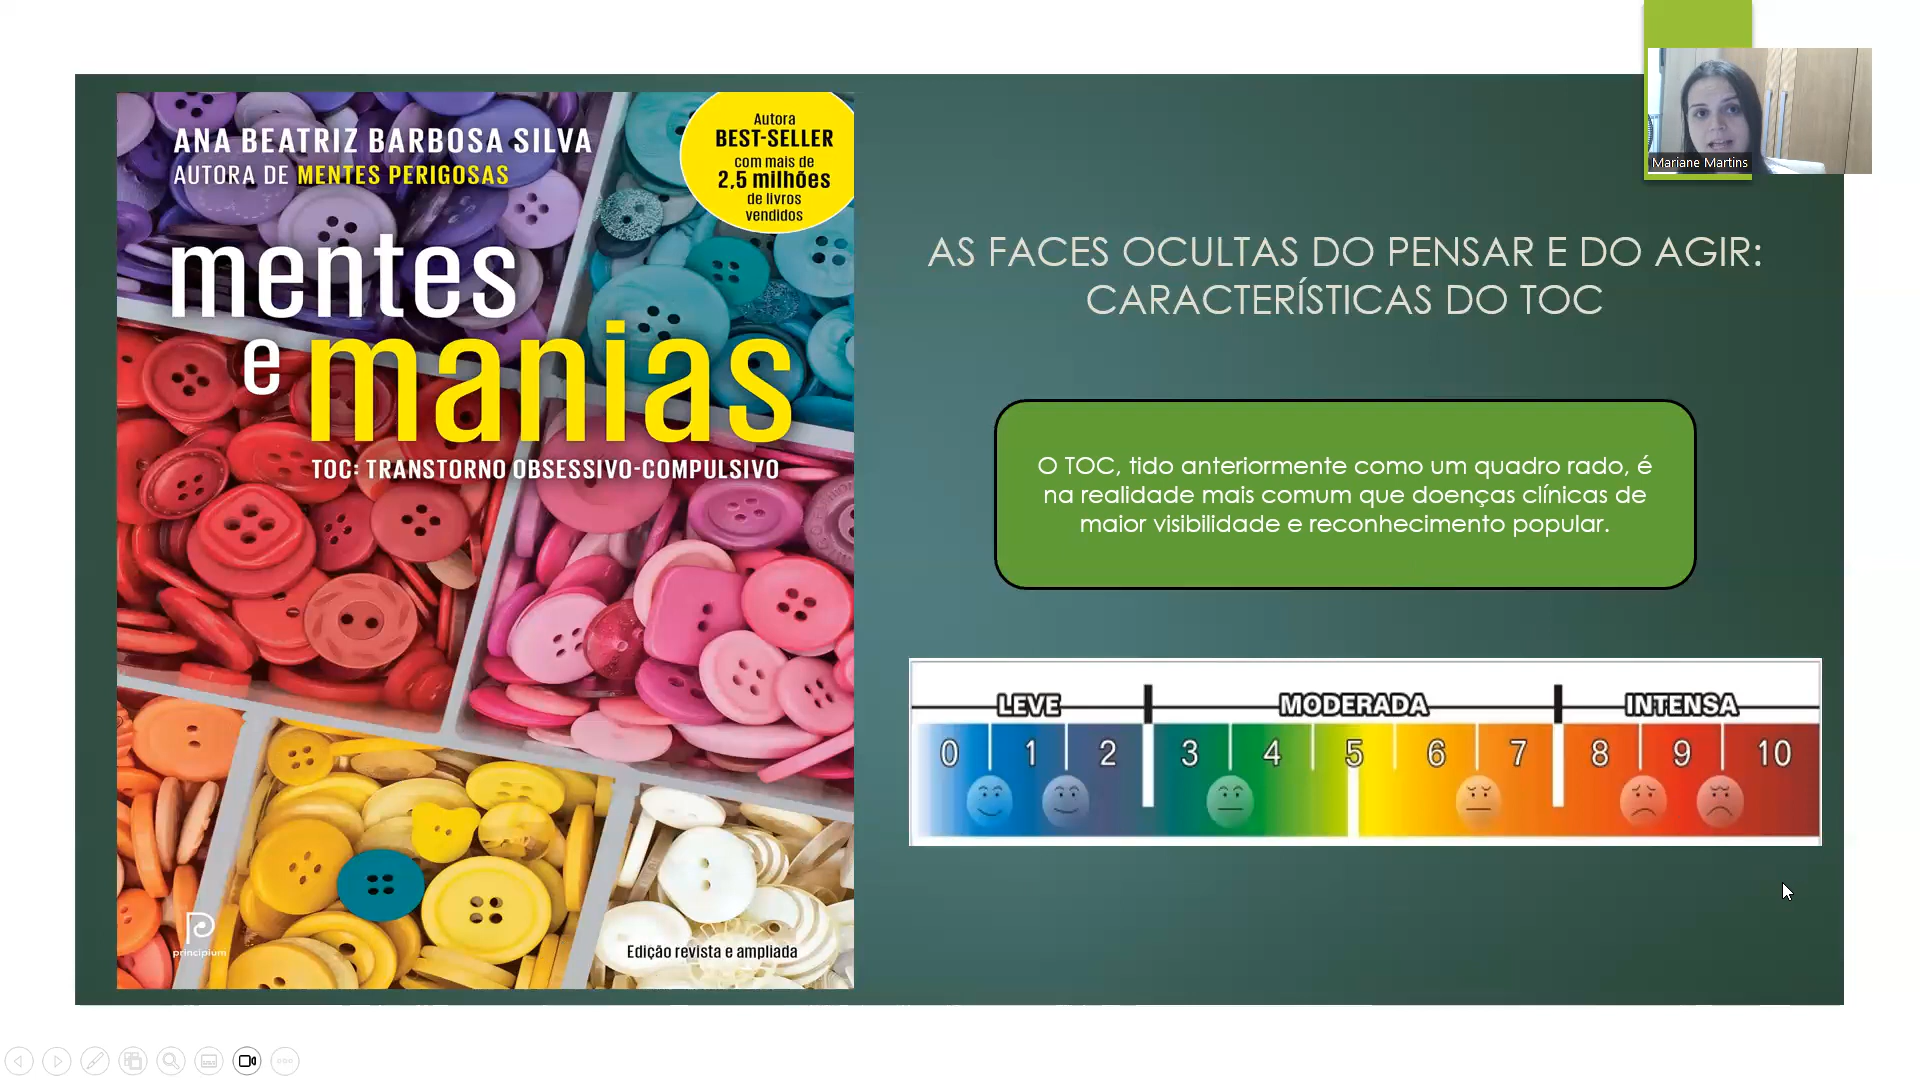 ANA BEATRIZ BARBOSA SILVA
AUTORA DE MENTES PERIGOSAS
Autora
BEST-SELLER
com mais de
2,5 milhões
de livros
vendidos
mentes
e manias
TOC: TRANSTORNO OBSESSIVO-COMPULSIVO
principium
Edição revista e ampliada
Mariane Martins
AS FACES OCULTAS DO PENSAR E DO AGIR:
CARACTERÍSTICAS DO TOC
O TOC, tido anteriormente como um quadro rado, é
na realidade mais comum que doenças clínicas de
maior visibilidade e reconhecimento popular.
LEVE MODERADA INTENSA
0 1 2 3 4 5 6 7 8 9 10